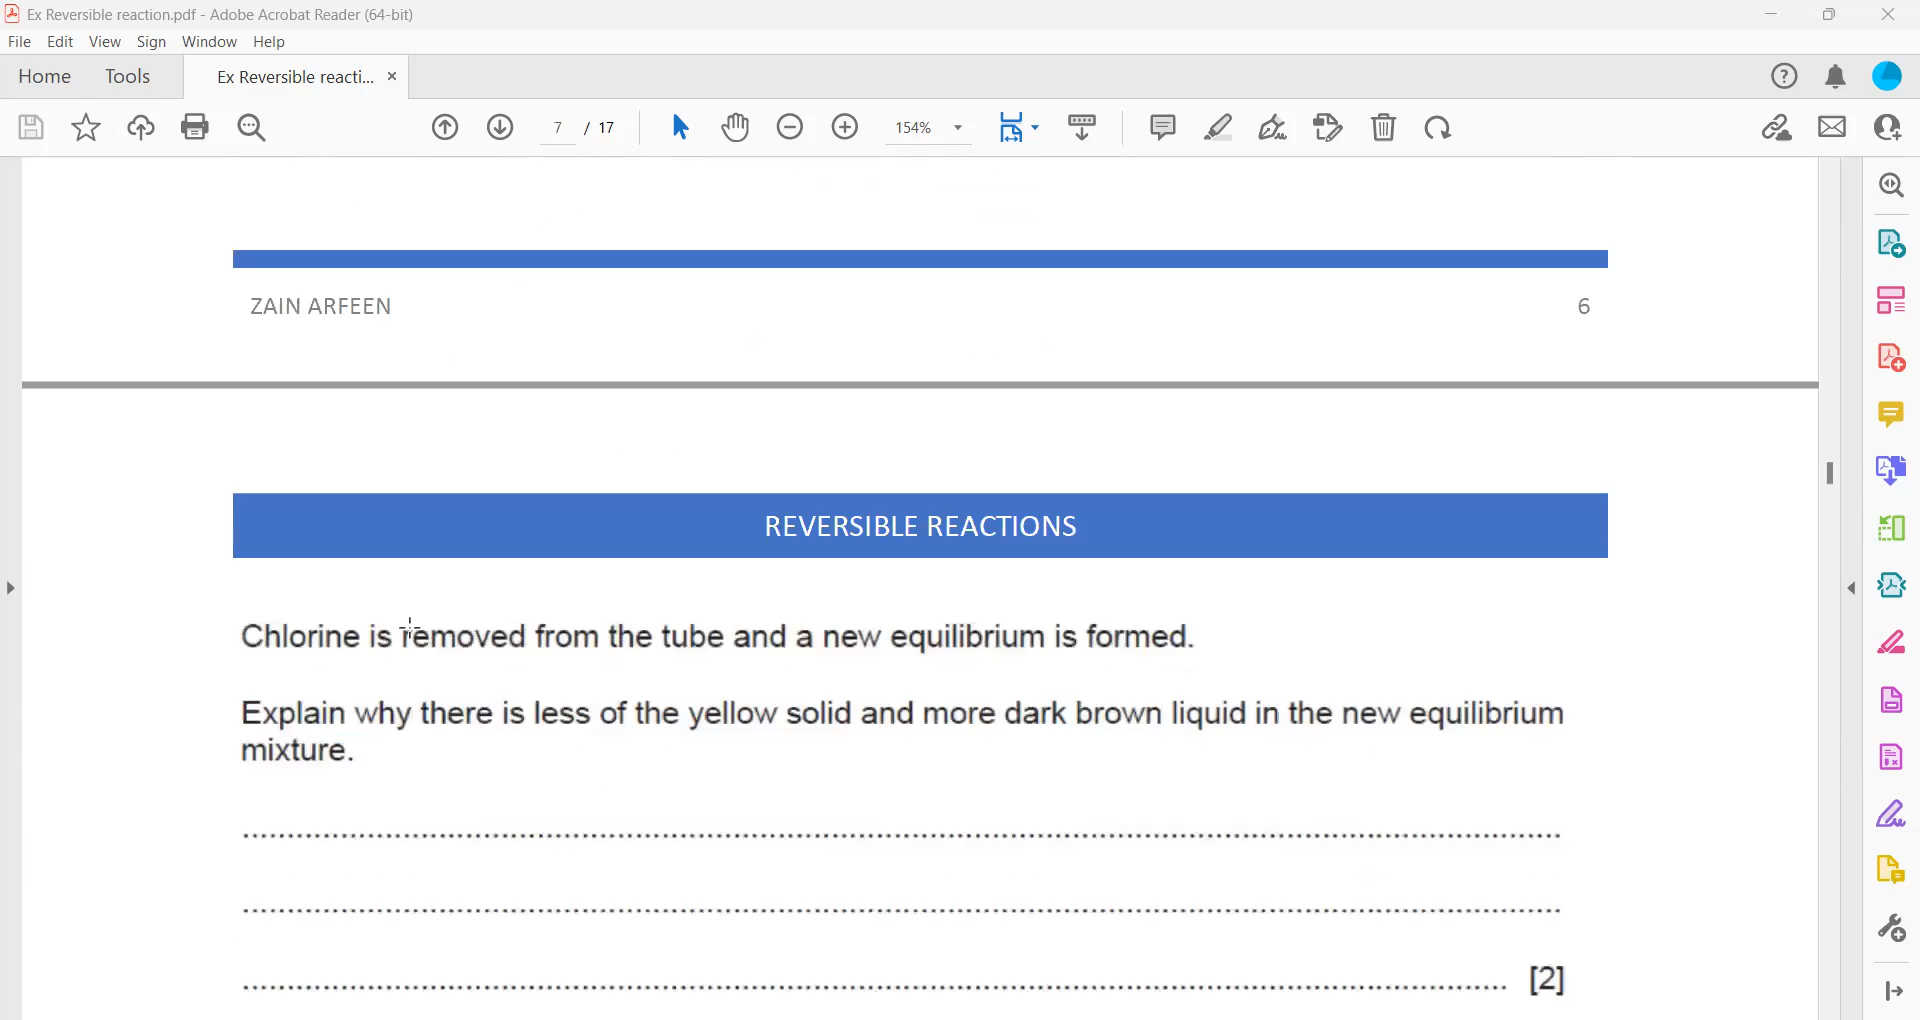 Ex Reversible reaction.pdf - Adobe Acrobat Reader (64-bit)
File Edit View Sign Window Help
Home Tools Ex Reversible reacti... ×
7 / 17 154%
ZAIN ARFEEN 6
REVERSIBLE REACTIONS
Chlorine is removed from the tube and a new equilibrium is formed.
Explain why there is less of the yellow solid and more dark brown liquid in the new equilibrium
mixture.
[2]